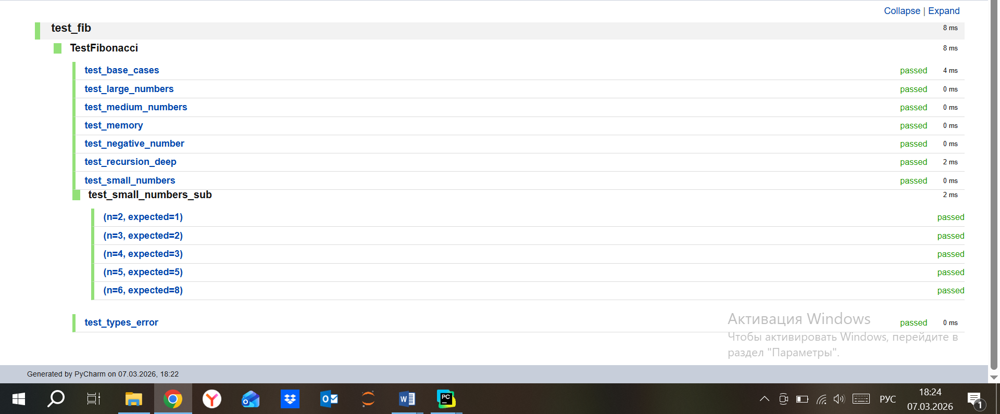 Collapse | Expand
test_fib 8 ms
TestFibonacci 8 ms
test_base_cases passed 4 ms
test_large_numbers passed 0 ms
test_medium_numbers passed 0 ms
test_memory passed 0 ms
test_negative_number passed 0 ms
test_recursion_deep passed 2 ms
test_small_numbers passed 0 ms
test_small_numbers_sub 2 ms
(n=2, expected=1) passed
(n=3, expected=2) passed
(n=4, expected=3) passed
(n=5, expected=5) passed
(n=6, expected=8) passed
test_types_error passed 0 ms
Активация Windows
Чтобы активировать Windows, перейдите в
раздел "Параметры".
Generated by PyCharm on 07.03.2026, 18:22
W
PC
РУС
18:24
07.03.2026
1